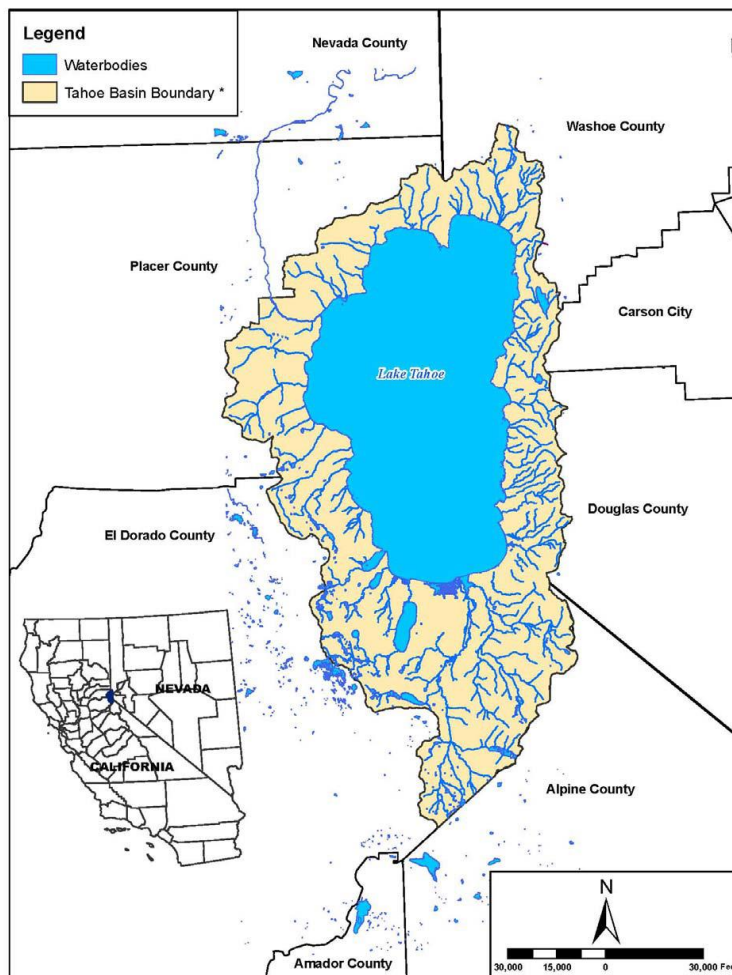 Legend
Waterbodies
Tahoe Basin Boundary *
Nevada County
Washoe County
Placer County
Carson City
Lake Tahoe
Douglas County
El Dorado County
NEVADA
CALIFORNIA
Alpine County
Amador County
N
30,000 15,000 0 30,000 Fee